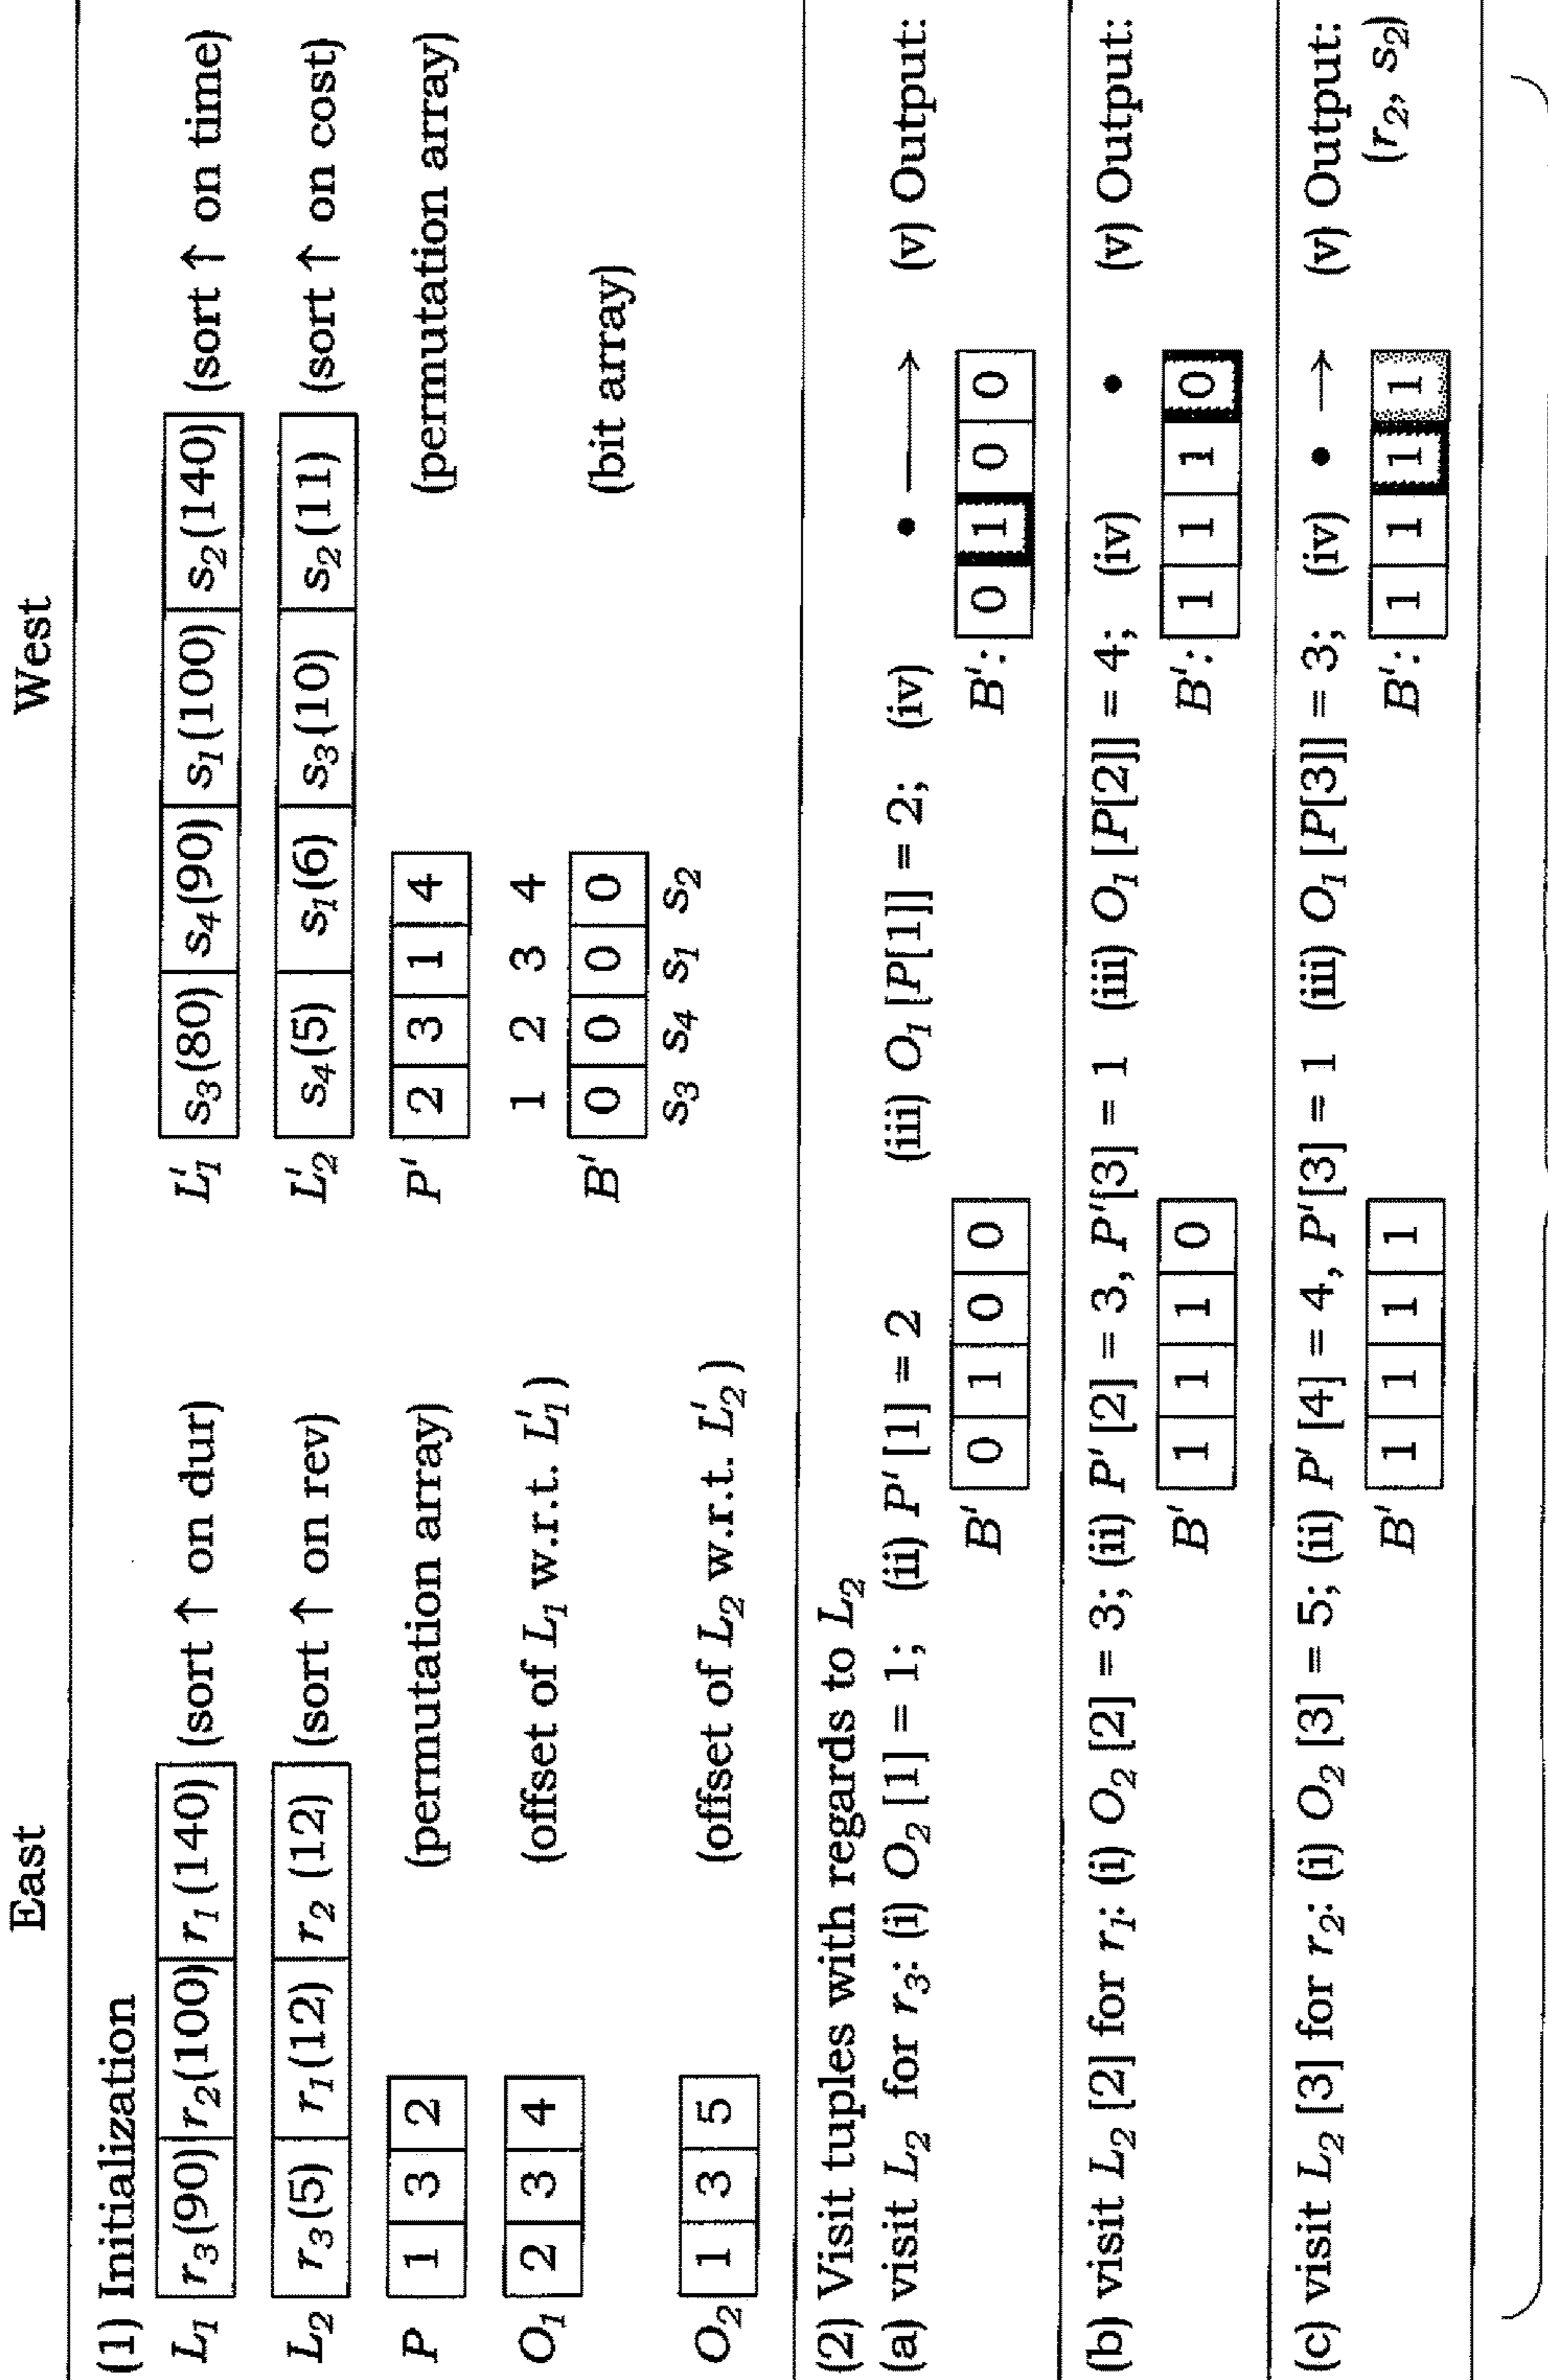 East West
(1) Initialization
L1 r3(90) r2(100) r1(140) (sort ↑ on dur) L'1 s3(80) s4(90) s1(100) s2(140) (sort ↑ on time)
L2 r3(5) r1(12) r2 (12) (sort ↑ on rev) L'2 s4(5) s1(6) s3(10) s2(11) (sort ↑ on cost)
P 1 3 2 (permutation array) P' 2 3 1 4 (permutation array)
O1 2 3 4 (offset of L1 w.r.t. L'1) 1 2 3 4
B' 0 0 0 0 (bit array)
s3 s4 s1 s2
O2 1 3 5 (offset of L2 w.r.t. L'2)
(2) Visit tuples with regards to L2
(a) visit L2 for r3: (i) O2 [1] = 1; (ii) P' [1] = 2 (iii) O1 [P[1]] = 2; (iv) • → (v) Output:
B' 0 1 0 0 B': 0 1 0 0
(b) visit L2 [2] for r1: (i) O2 [2] = 3; (ii) P' [2] = 3, P'[3] = 1 (iii) O1 [P[2]] = 4; (iv) • (v) Output:
B' 1 1 1 0 B': 1 1 1 0
(c) visit L2 [3] for r2: (i) O2 [3] = 5; (ii) P' [4] = 4, P'[3] = 1 (iii) O1 [P[3]] = 3; (iv) • → (v) Output:
B' 1 1 1 1 B': 1 1 1 1 (r2, s2)